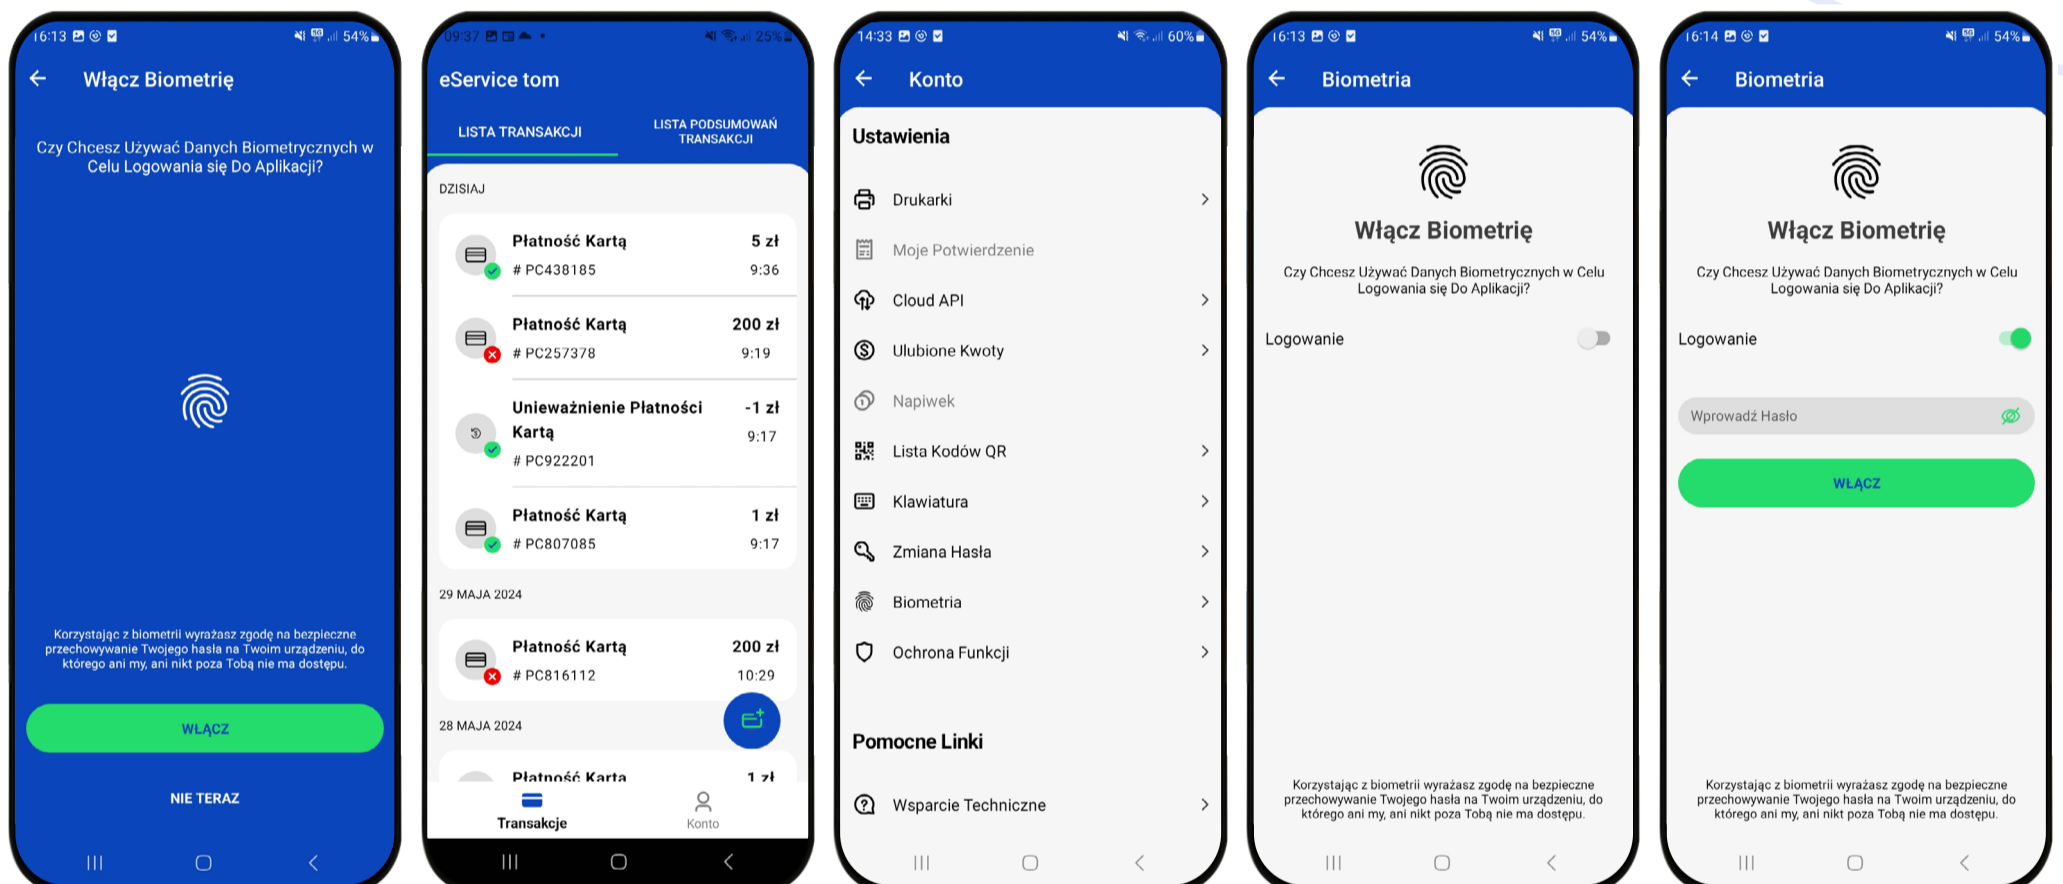 16:13
54%
Włącz Biometrię
Czy Chcesz Używać Danych Biometrycznych w
Celu Logowania się Do Aplikacji?
Korzystając z biometrii wyrażasz zgodę na bezpieczne
przechowywanie Twojego hasła na Twoim urządzeniu, do
którego ani my, ani nikt poza Tobą nie ma dostępu.
WŁĄCZ
NIE TERAZ
09:37
25%
eService tom
LISTA TRANSAKCJI
LISTA PODSUMOWAŃ
TRANSAKCJI
DZISIAJ
Płatność Kartą 5 zł
# PC438185 9:36
Płatność Kartą 200 zł
# PC257378 9:19
Unieważnienie Płatności -1 zł
Kartą 9:17
# PC922201
Płatność Kartą 1 zł
# PC807085 9:17
29 MAJA 2024
Płatność Kartą 200 zł
# PC816112 10:29
28 MAJA 2024
Płatność Kartą 1 zł
Transakcje
Konto
14:33
60%
Konto
Ustawienia
Drukarki
Moje Potwierdzenie
Cloud API
Ulubione Kwoty
Napiwek
Lista Kodów QR
Klawiatura
Zmiana Hasła
Biometria
Ochrona Funkcji
Pomocne Linki
Wsparcie Techniczne
16:13
54%
Biometria
Włącz Biometrię
Czy Chcesz Używać Danych Biometrycznych w Celu
Logowania się Do Aplikacji?
Logowanie
Korzystając z biometrii wyrażasz zgodę na bezpieczne
przechowywanie Twojego hasła na Twoim urządzeniu, do
którego ani my, ani nikt poza Tobą nie ma dostępu.
16:14
54%
Biometria
Włącz Biometrię
Czy Chcesz Używać Danych Biometrycznych w Celu
Logowania się Do Aplikacji?
Logowanie
Wprowadź Hasło
WŁĄCZ
Korzystając z biometrii wyrażasz zgodę na bezpieczne
przechowywanie Twojego hasła na Twoim urządzeniu, do
którego ani my, ani nikt poza Tobą nie ma dostępu.